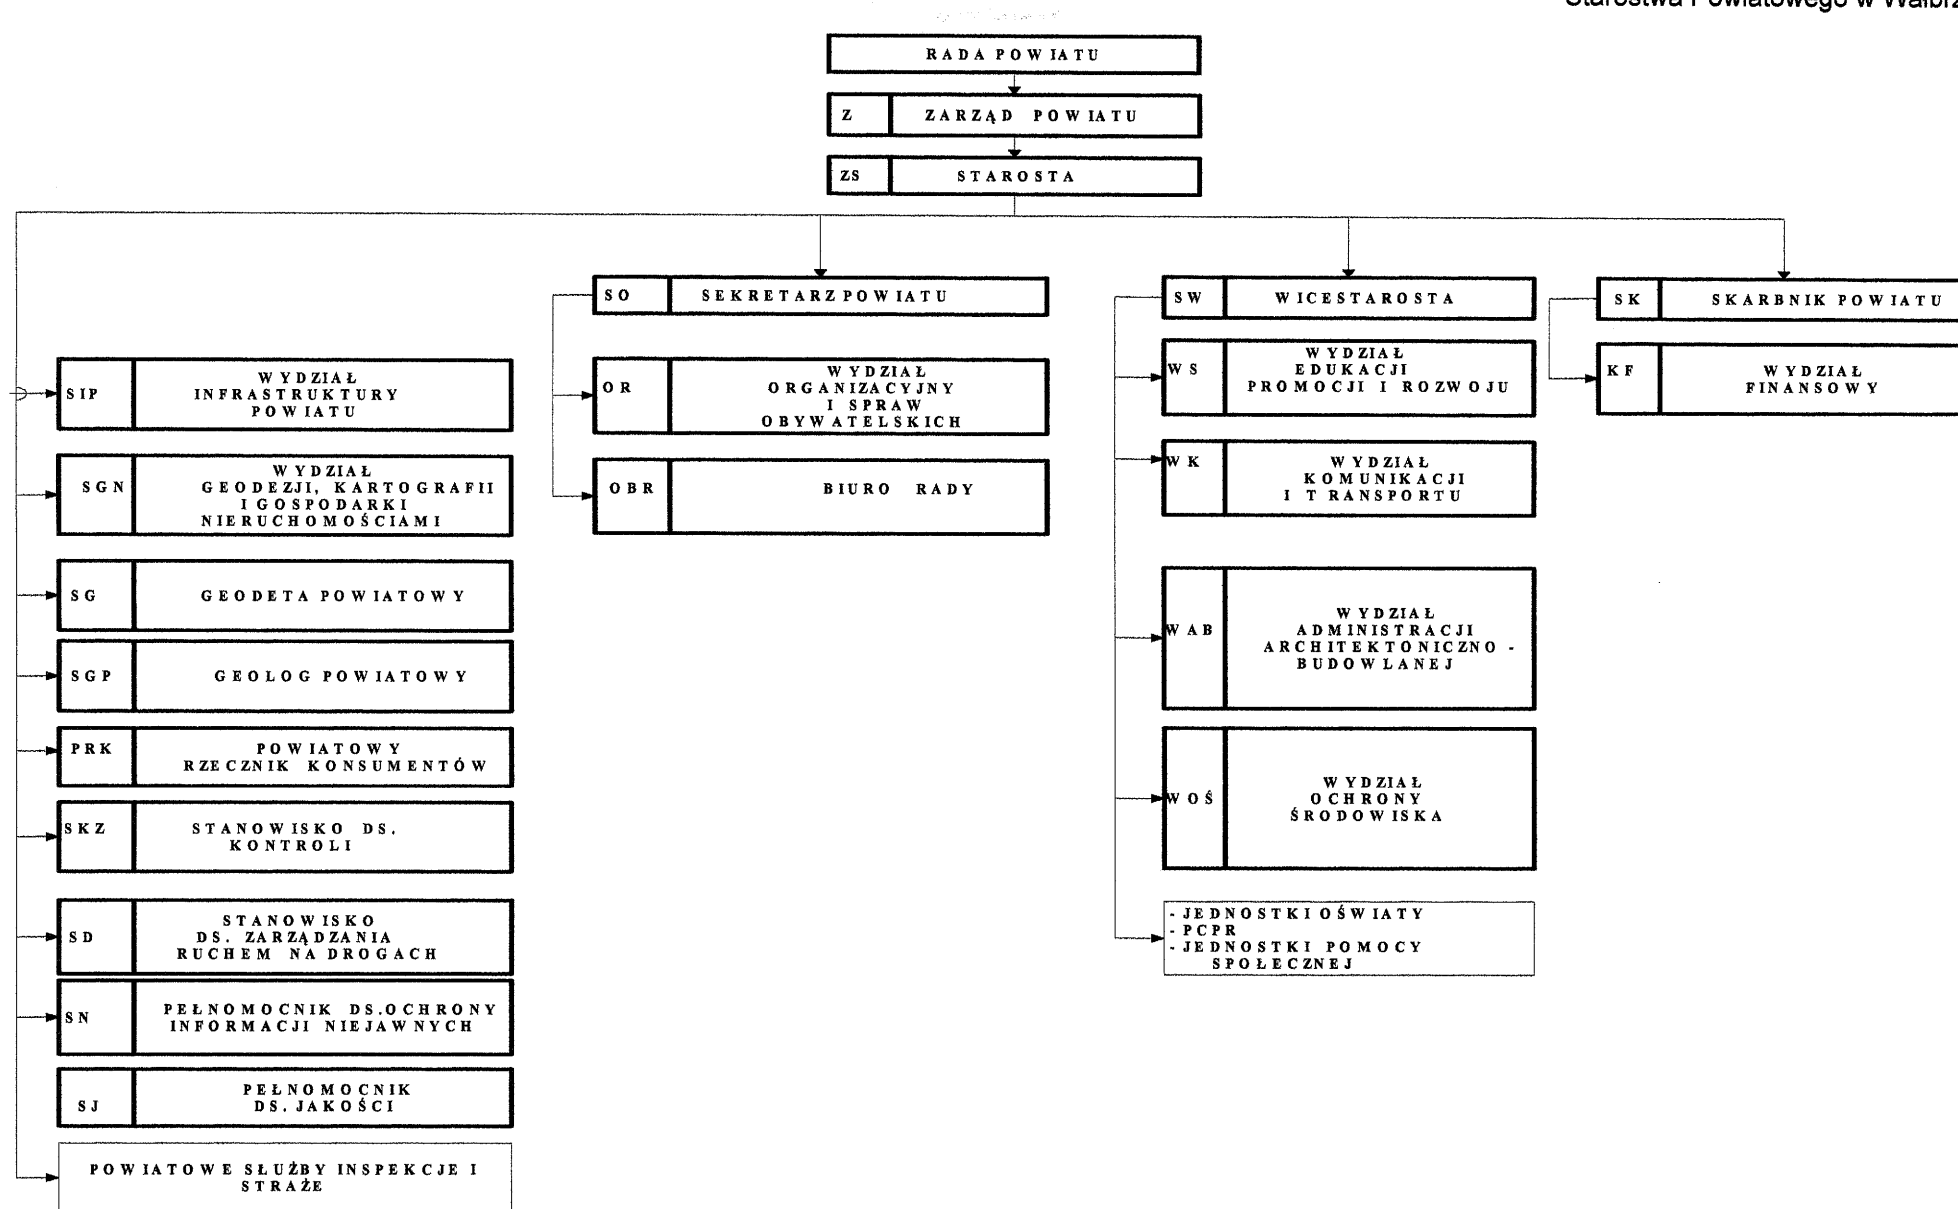 Starostwa Powiatowego w Wałbrz
RADA POWIATU
Z ZARZĄD POWIATU
ZS STAROSTA
SO SEKRETARZ POWIATU
SW WICESTAROSTA
SK SKARBNIK POWIATU
SIP
WYDZIAŁ
INFRASTRUKTURY
POWIATU
OR
WYDZIAŁ
ORGANIZACYJNY
I SPRAW
OBYWATELSKICH
WS
WYDZIAŁ
EDUKACJI
PROMOCJI I ROZWOJU
KF
WYDZIAŁ
FINANSOWY
SGN
WYDZIAŁ
GEODEZJI, KARTOGRAFII
I GOSPODARKI
NIERUCHOMOŚCIAMI
OBR BIURO RADY
WK
WYDZIAŁ
KOMUNIKACJI
I TRANSPORTU
SG GEODETA POWIATOWY
SGP GEOLOG POWIATOWY
WAB
WYDZIAŁ
ADMINISTRACJI
ARCHITEKTONICZNO -
BUDOWLANEJ
PRK
POWIATOWY
RZECZNIK KONSUMENTÓW
SKZ
STANOWISKO DS.
KONTROLI
WOŚ
WYDZIAŁ
OCHRONY
ŚRODOWISKA
SD
STANOWISKO
DS. ZARZĄDZANIA
RUCHEM NA DROGACH
- JEDNOSTKI OŚWIATY
- PCPR
- JEDNOSTKI POMOCY
SPOŁECZNEJ
SN
PEŁNOMOCNIK DS.OCHRONY
INFORMACJI NIEJAWNYCH
SJ
PEŁNOMOCNIK
DS. JAKOŚCI
POWIATOWE SŁUŻBY INSPEKCJE I
STRAŻE